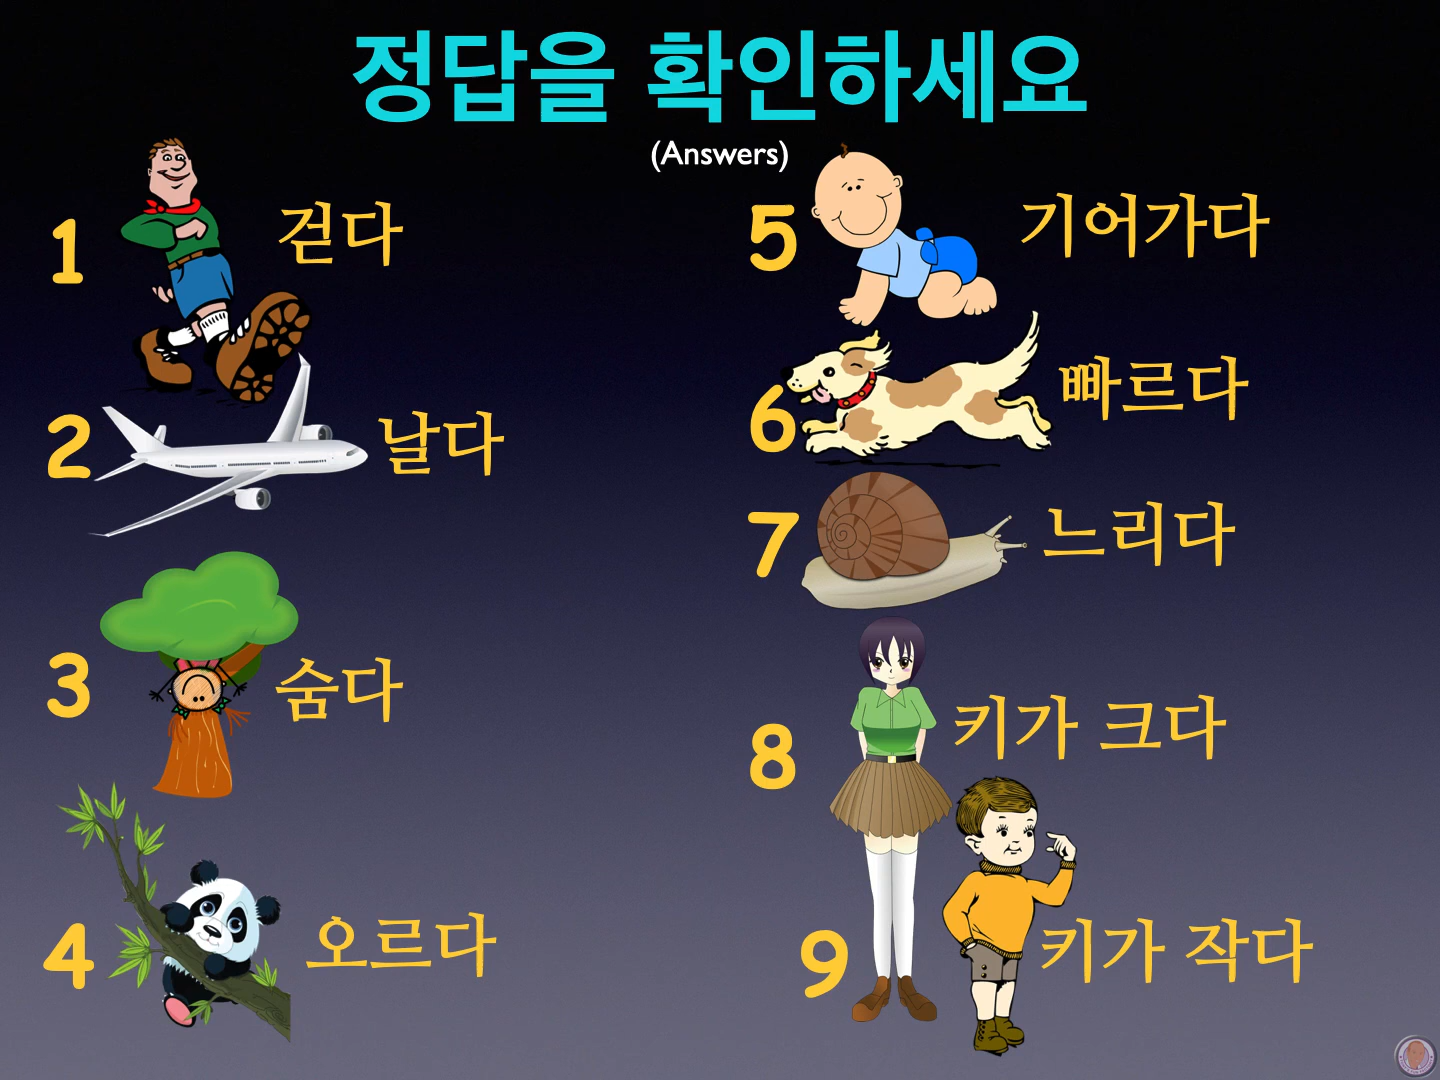 정답을 확인하세요
(Answers)
1 걷다
2 날다
3 숨다
4 오르다
5 기어가다
6 빠르다
7 느리다
8 키가 크다
9 키가 작다